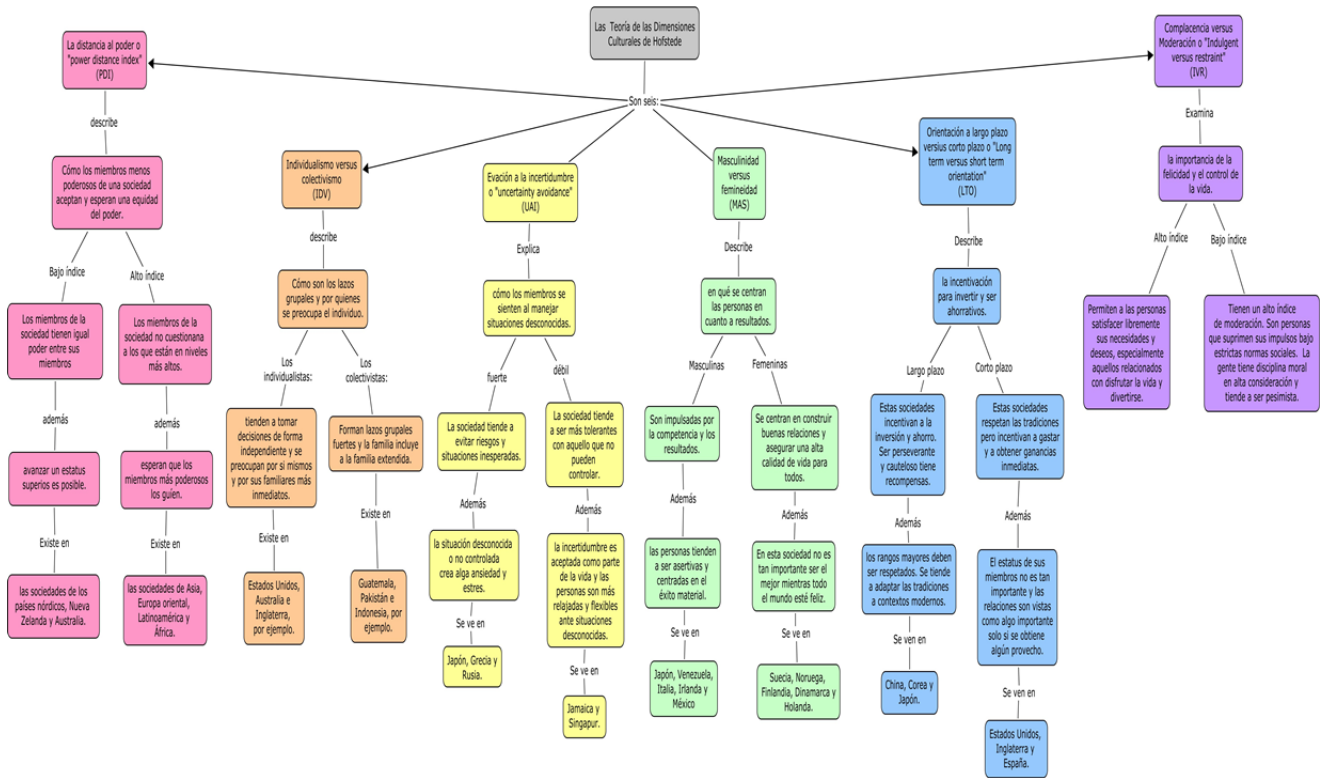 Las Teoría de las Dimensiones
Culturales de Hofstede
Son seis:
La distancia al poder o
"power distance index"
(PDI)
describe
Cómo los miembros menos
poderosos de una sociedad
aceptan y esperan una equidad
del poder.
Bajo índice
Los miembros de la
sociedad tienen igual
poder entre sus
miembros
además
avanzar un estatus
superios es posible.
Existe en
las sociedades de los
países nórdicos, Nueva
Zelanda y Australia.
Alto índice
Los miembros de la
sociedad no cuestionana
a los que están en niveles
más altos.
además
esperan que los
miembros más poderosos
los guíen.
Existe en
las sociedades de Asia,
Europa oriental,
Latinoamérica y
África.
Individualismo versus
colectivismo
(IDV)
describe
Cómo son los lazos
grupales y por quienes
se preocupa el individuo.
Los
individualistas:
tienden a tomar
decisiones de forma
independiente y se
preocupan por si mismos
y por sus familiares más
inmediatos.
Existe en
Estados Unidos,
Australia e
Inglaterra,
por ejemplo.
Los
colectivistas:
Forman lazos grupales
fuertes y la familia incluye
a la familia extendida.
Existe en
Guatemala,
Pakistán e
Indonesia, por
ejemplo.
Evación a la incertidumbre
o "uncertainty avoidance"
(UAI)
Explica
cómo los miembros se
sienten al manejar
situaciones desconocidas.
fuerte
La sociedad tiende a
evitar riesgos y
situaciones inesperadas.
Además
la situación desconocida
o no controlada
crea alga ansiedad y
estres.
Se ve en
Japón, Grecia y
Rusia.
débil
La sociedad tiende
a ser más tolerantes
con aquello que no
pueden
controlar.
Además
la incertidumbre es
aceptada como parte
de la vida y las
personas son más
relajadas y flexibles
ante situaciones
desconocidas.
Se ve en
Jamaica y
Singapur.
Masculinidad
versus
femineidad
(MAS)
Describe
en qué se centran
las personas en
cuanto a resultados.
Masculinas
Son impulsadas por
la competencia y los
resultados.
Además
las personas tienden
a ser asertivas y
centradas en el
éxito material.
Se ve en
Japón, Venezuela,
Italia, Irlanda y
México
Femeninas
Se centran en construir
buenas relaciones y
asegurar una alta
calidad de vida para
todos.
Además
En esta sociedad no es
tan importante ser el
mejor mientras todo
el mundo esté feliz.
Se ve en
Suecia, Noruega,
Finlandia, Dinamarca y
Holanda.
Orientación a largo plazo
versius corto plazo o "Long
term versus short term
orientation"
(LTO)
Describe
la incentivación
para invertir y ser
ahorrativos.
Largo plazo
Estas sociedades
incentivan a la
inversión y ahorro.
Ser perseverante
y cauteloso tiene
recompensas.
Además
los rangos mayores deben
ser respetados. Se tiende
a adaptar las tradiciones
a contextos modernos.
Se ven en
China, Corea y
Japón.
Corto plazo
Estas sociedades
respetan las tradiciones
pero incentivan a gastar
y a obtener ganancias
inmediatas.
Además
El estatus de sus
miembros no es tan
importante y las
relaciones son vistas
como algo importante
solo si se obtiene
algún provecho.
Se ven en
Estados Unidos,
Inglaterra y
España.
Complacencia versus
Moderación o "Indulgent
versus restraint"
(IVR)
Examina
la importancia de la
felicidad y el control de
la vida.
Alto índice
Permiten a las personas
satisfacer libremente
sus necesidades y
deseos, especialmente
aquellos relacionados
con disfrutar la vida y
divertirse.
Bajo índice
Tienen un alto índice
de moderación. Son personas
que suprimen sus impulsos bajo
estrictas normas sociales. La
gente tiene disciplina moral
en alta consideración y
tiende a ser pesimista.